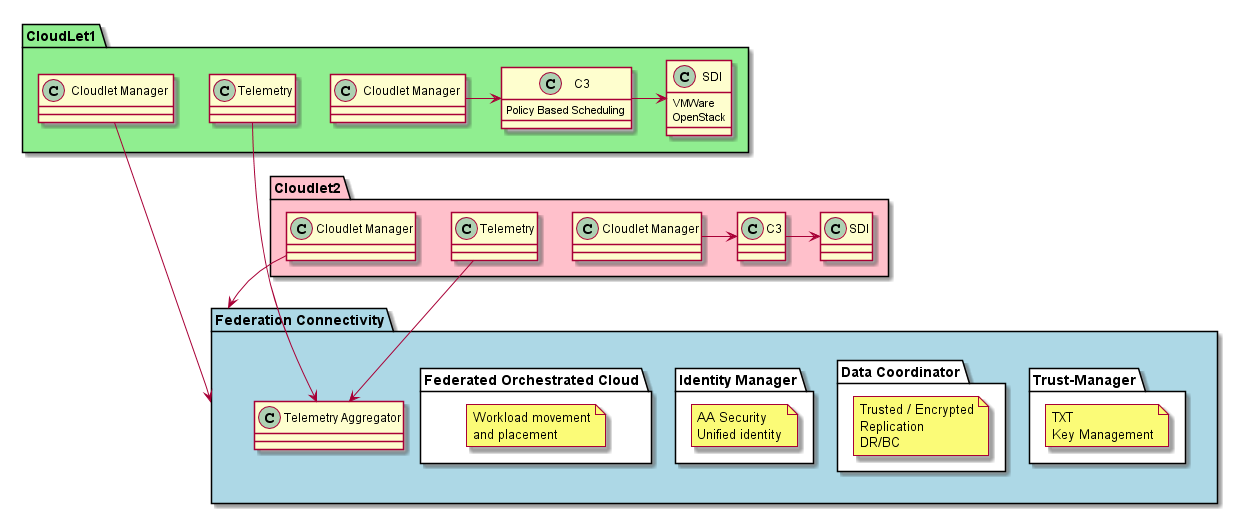 CloudLet1
C Cloudlet Manager
C Telemetry
C Cloudlet Manager
C C3
Policy Based Scheduling
C SDI
VMWare
OpenStack
Cloudlet2
C Cloudlet Manager
C Telemetry
C Cloudlet Manager
C C3
C SDI
Federation Connectivity
C Telemetry Aggregator
Federated Orchestrated Cloud
Workload movement
and placement
Identity Manager
AA Security
Unified identity
Data Coordinator
Trusted / Encrypted
Replication
DR/BC
Trust-Manager
TXT
Key Management